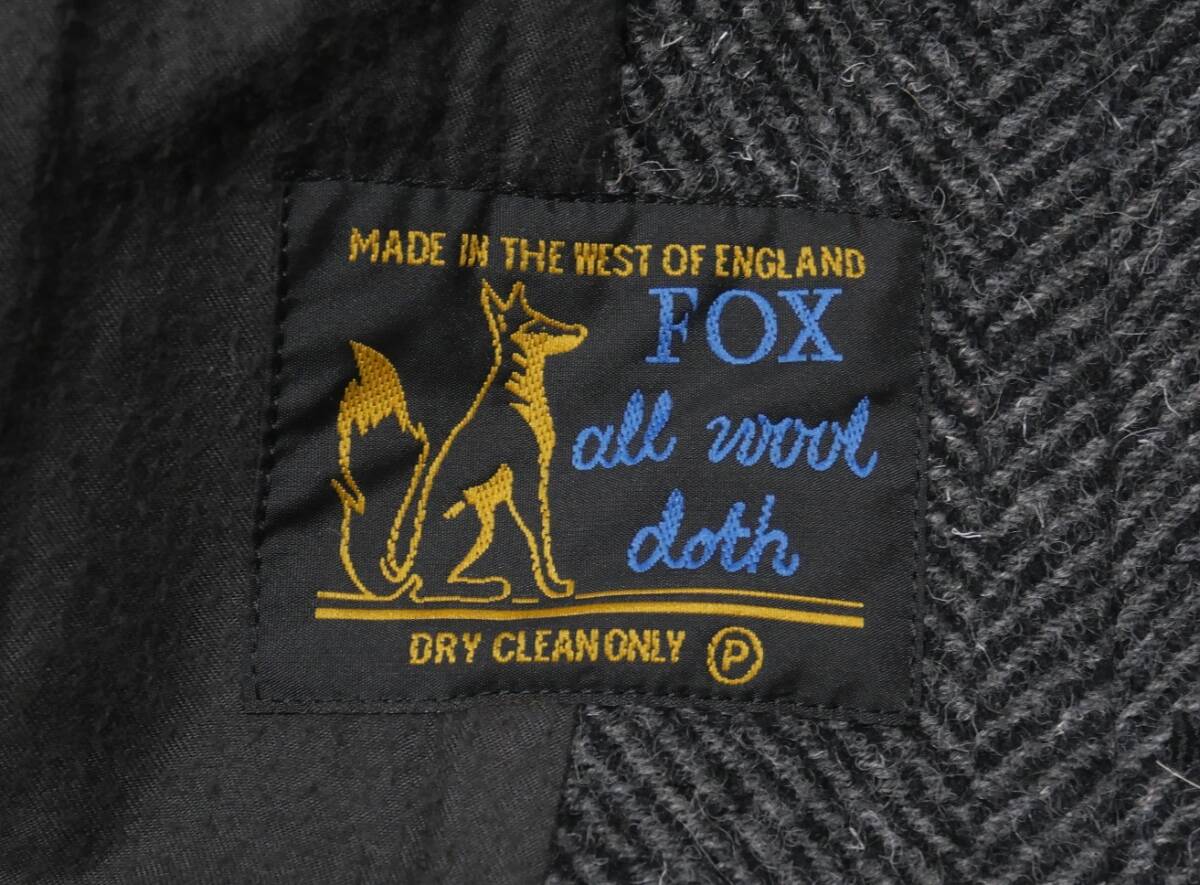 MADE IN THE WEST OF ENGLAND
FOX
all wool
cloth
DRY CLEAN ONLY P